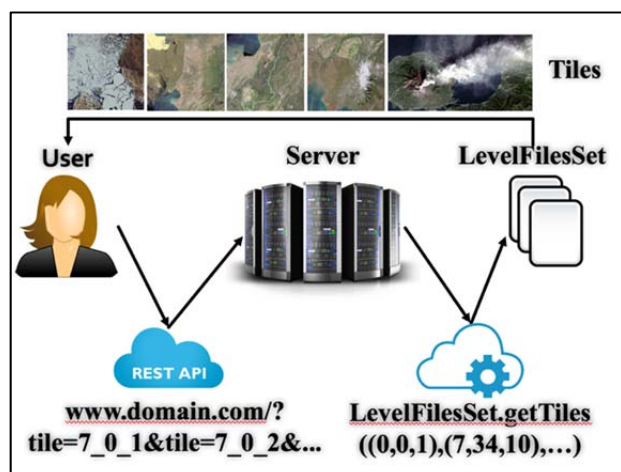 Tiles
User
Server
LevelFilesSet
REST API
www.domain.com/?
tile=7_0_1&tile=7_0_2&...
LevelFilesSet.getTiles
((0,0,1),(7,34,10),…)